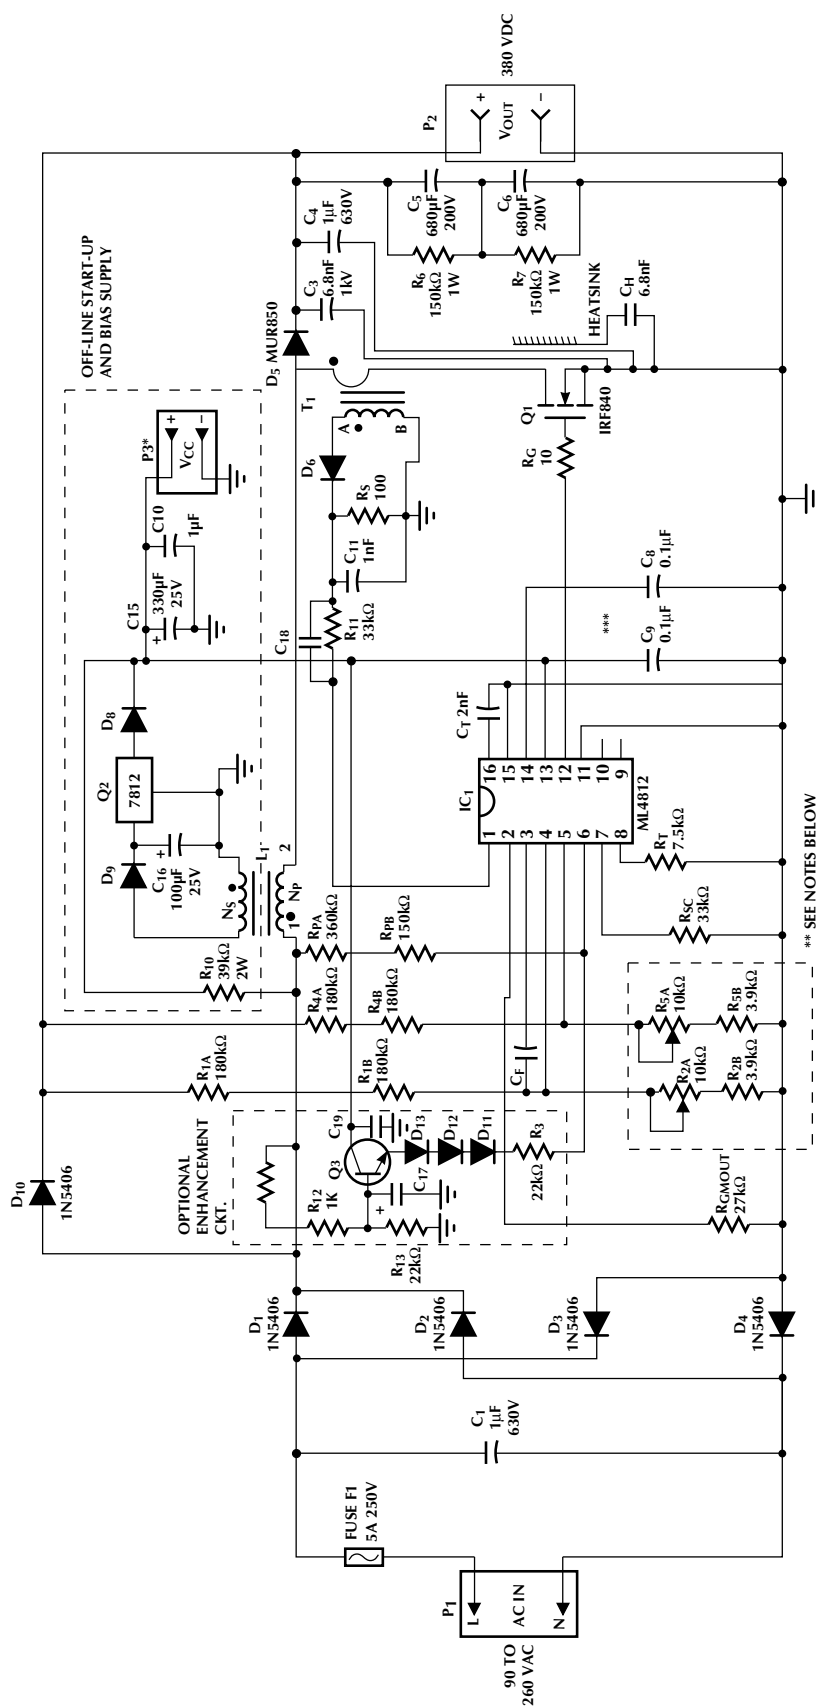 90 TO
260 VAC
P1
L
AC IN
N
FUSE F1
5A 250V
C1
1µF
630V
D1
1N5406
D2
1N5406
D3
1N5406
D4
1N5406
D10
1N5406
OPTIONAL
ENHANCEMENT
CKT.
R12
1K
R13
22kΩ
Q3
C19
C17
D13
D12
D11
R3
22kΩ
RGMOUT
27kΩ
R1A
180kΩ
R1B
180kΩ
CF
R2A
10kΩ
R2B
3.9kΩ
R4A
180kΩ
R4B
180kΩ
R5A
10kΩ
R5B
3.9kΩ
** SEE NOTES BELOW
RPA
360kΩ
RPB
150kΩ
RSC
33kΩ
RT
7.5kΩ
OFF-LINE START-UP
AND BIAS SUPPLY
R10
39kΩ
2W
L1
NS
NP
1
2
D9
C16
+
100µF
25V
Q2
7812
D8
C15
+
330µF
25V
C10
1µF
P3*
+
VCC
−
IC1
ML4812
1
2
3
4
5
6
7
8
16
15
14
13
12
11
10
9
CT 2nF
C18
R11
33kΩ
C11
1nF
RS
100
D6
T1
A
B
***
C9
0.1µF
C8
0.1µF
RG
10
Q1
IRF840
D5 MUR850
C3
6.8nF
1kV
C4
1µF
630V
HEATSINK
CH
6.8nF
R6
150kΩ
1W
R7
150kΩ
1W
C5
680µF
200V
C6
680µF
200V
P2
+
VOUT
−
380 VDC